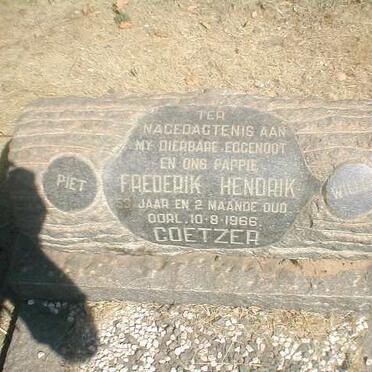 TER
NAGEDAGTENIS AAN
MY DIERBARE EGGENOOT
EN ONS PAPPIE
FREDERIK HENDRIK
53 JAAR EN 2 MAANDE OUD
OORL. 10-8-1966
COETZER
PIET